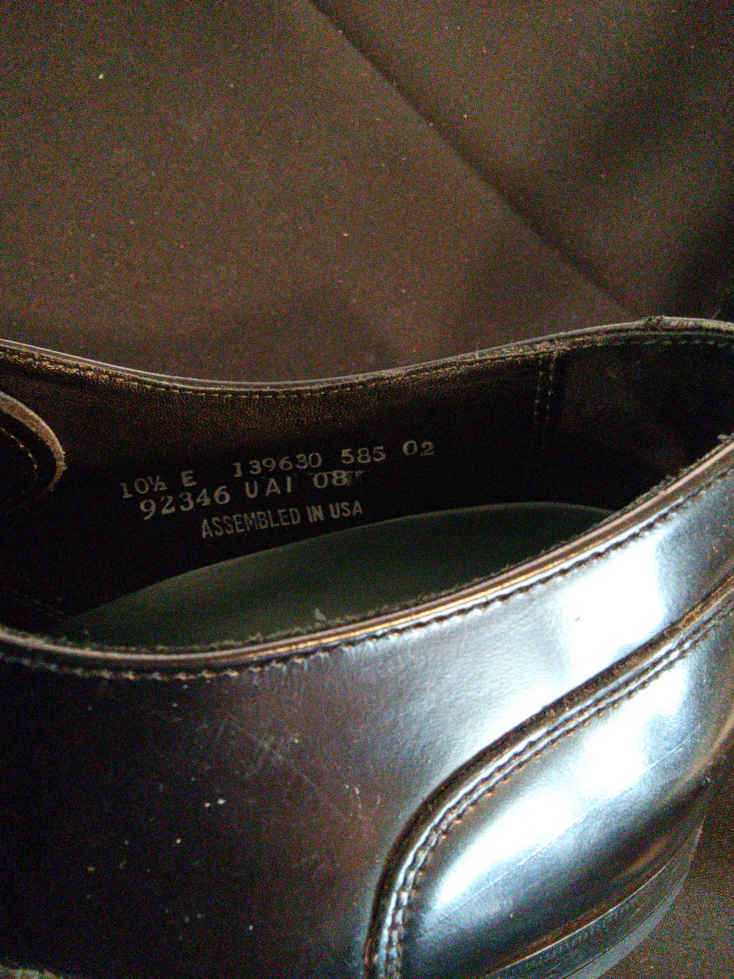 10½ E 139630 585 02
92346 UAI 08
ASSEMBLED IN USA